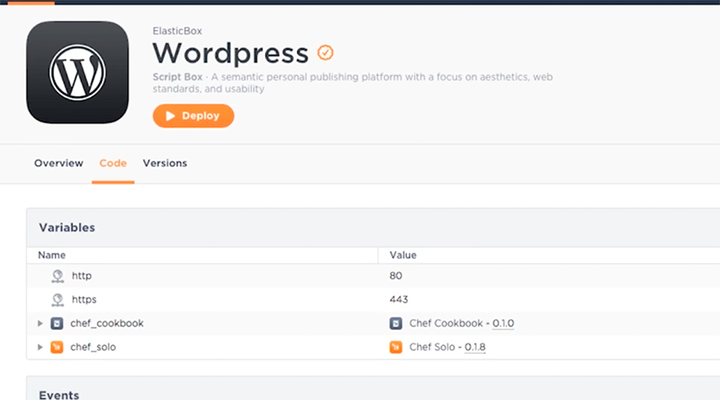 ElasticBox
Wordpress
Script Box · A semantic personal publishing platform with a focus on aesthetics, web
standards, and usability
Deploy
Overview Code Versions
Variables
Name Value
http 80
https 443
chef_cookbook Chef Cookbook - 0.1.0
chef_solo Chef Solo - 0.1.8
Events